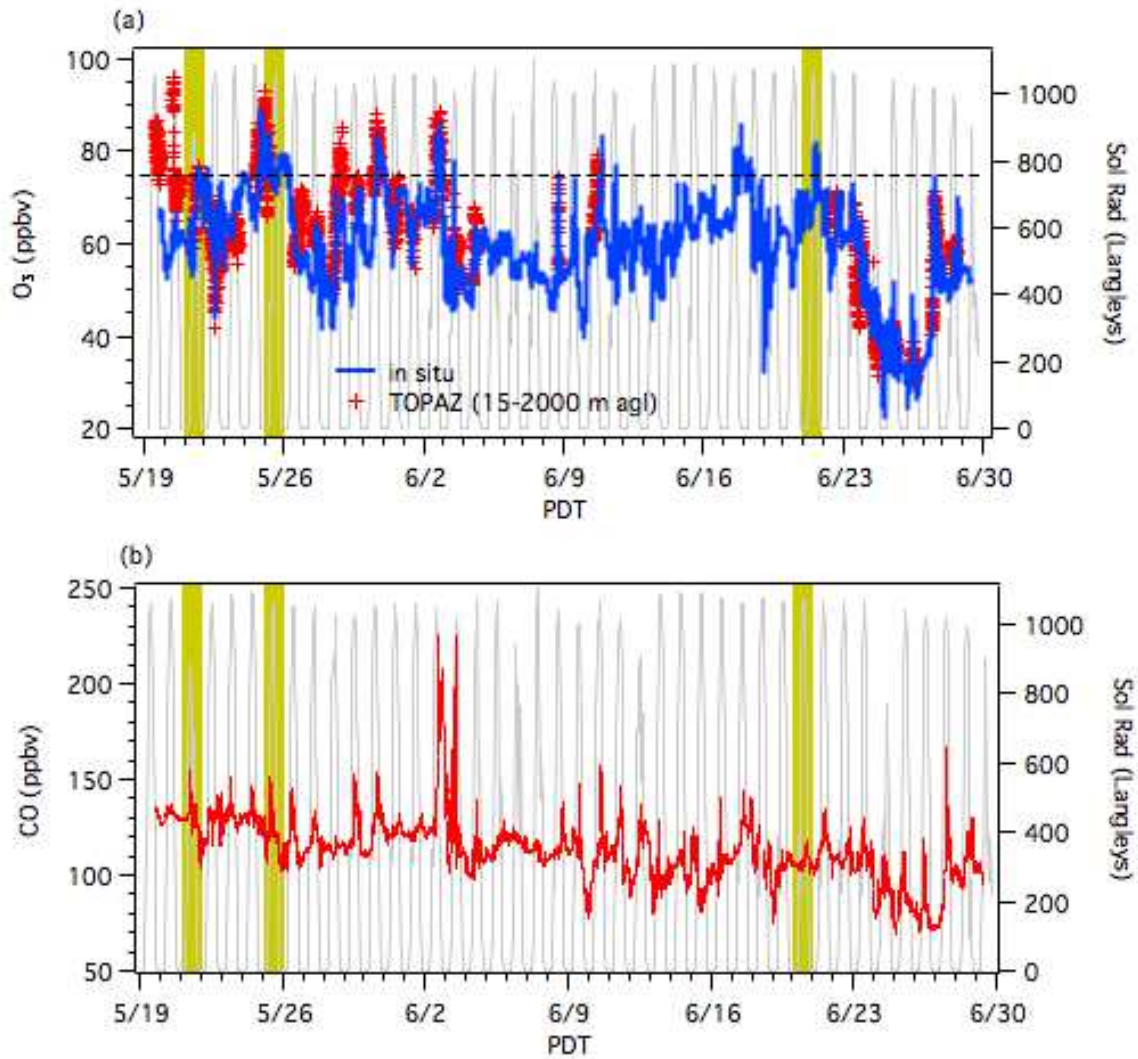 (a)
100
80
60
40
20
O3 (ppbv)
1000
800
600
400
200
0
Sol Rad (Langleys)
in situ
TOPAZ (15-2000 m agl)
5/19 5/26 6/2 6/9 6/16 6/23 6/30
PDT
(b)
250
200
150
100
50
CO (ppbv)
1000
800
600
400
200
0
Sol Rad (Langleys)
5/19 5/26 6/2 6/9 6/16 6/23 6/30
PDT